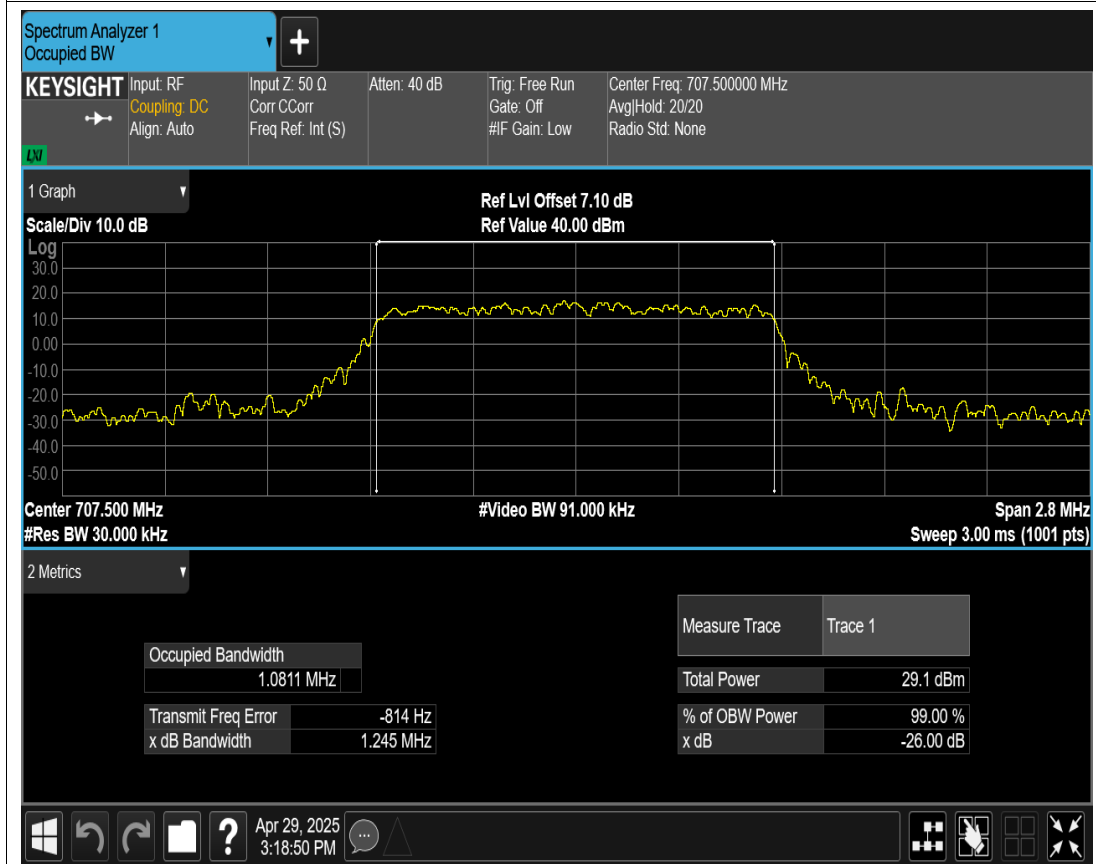 Spectrum Analyzer 1
Occupied BW
KEYSIGHT
LXI
Input: RF
Coupling: DC
Align: Auto
Input Z: 50 Ω
Corr CCorr
Freq Ref: Int (S)
Atten: 40 dB
Trig: Free Run
Gate: Off
#IF Gain: Low
Center Freq: 707.500000 MHz
Avg|Hold: 20/20
Radio Std: None
1 Graph
Scale/Div 10.0 dB
Ref Lvl Offset 7.10 dB
Ref Value 40.00 dBm
Log
30.0
20.0
10.0
0.00
-10.0
-20.0
-30.0
-40.0
-50.0
Center 707.500 MHz
#Res BW 30.000 kHz
#Video BW 91.000 kHz
Span 2.8 MHz
Sweep 3.00 ms (1001 pts)
2 Metrics
Occupied Bandwidth
1.0811 MHz
Transmit Freq Error -814 Hz
x dB Bandwidth 1.245 MHz
Measure Trace Trace 1
Total Power 29.1 dBm
% of OBW Power 99.00 %
x dB -26.00 dB
Apr 29, 2025
3:18:50 PM